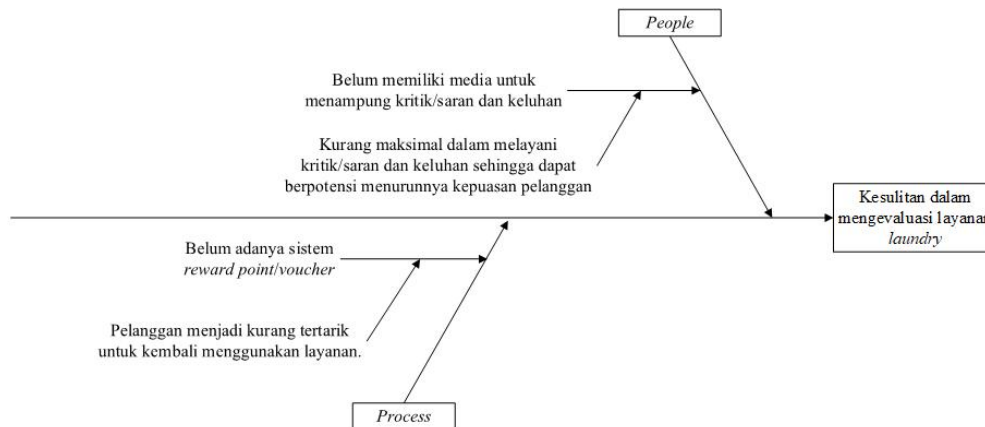 People
Belum memiliki media untuk
menampung kritik/saran dan keluhan
Kurang maksimal dalam melayani
kritik/saran dan keluhan sehingga dapat
berpotensi menurunnya kepuasan pelanggan
Kesulitan dalam
mengevaluasi layanan
laundry
Belum adanya sistem
reward point/voucher
Pelanggan menjadi kurang tertarik
untuk kembali menggunakan layanan.
Process